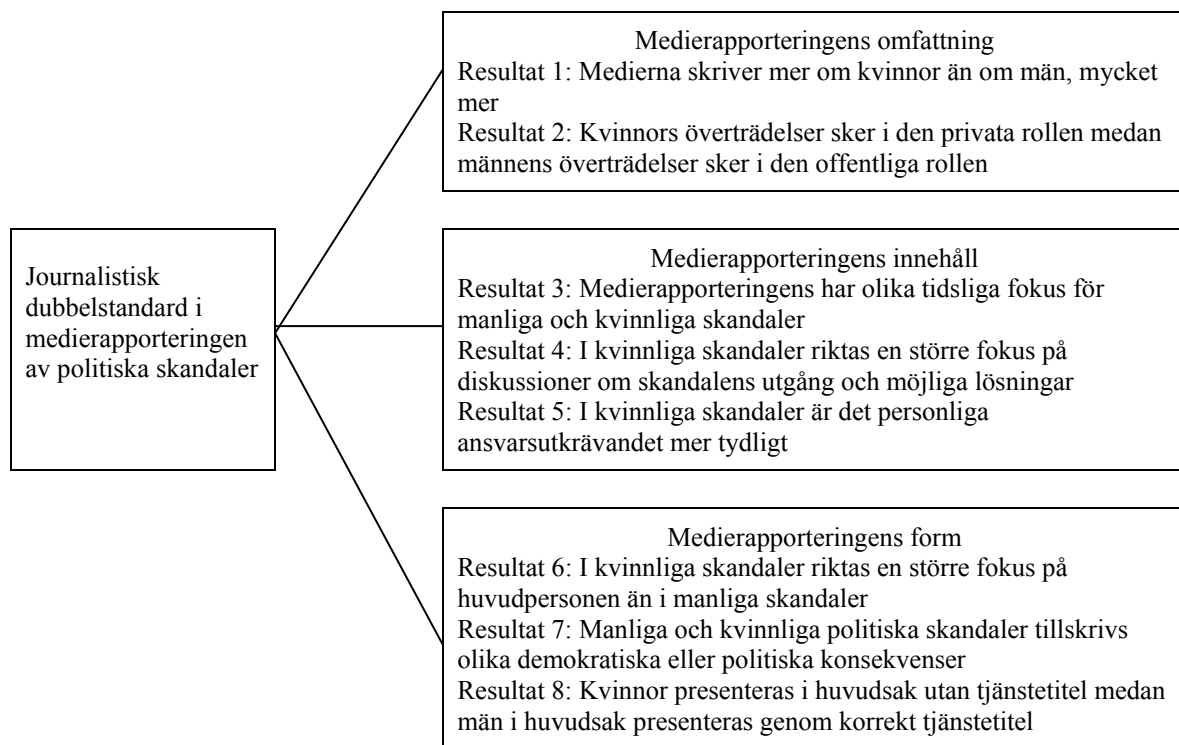 Journalistisk
dubbelstandard i
medierapporteringen
av politiska skandaler
Medierapporteringens omfattning
Resultat 1: Medierna skriver mer om kvinnor än om män, mycket
mer
Resultat 2: Kvinnors överträdelser sker i den privata rollen medan
männens överträdelser sker i den offentliga rollen
Medierapporteringens innehåll
Resultat 3: Medierapporteringens har olika tidsliga fokus för
manliga och kvinnliga skandaler
Resultat 4: I kvinnliga skandaler riktas en större fokus på
diskussioner om skandalens utgång och möjliga lösningar
Resultat 5: I kvinnliga skandaler är det personliga
ansvarsutkrävandet mer tydligt
Medierapporteringens form
Resultat 6: I kvinnliga skandaler riktas en större fokus på
huvudpersonen än i manliga skandaler
Resultat 7: Manliga och kvinnliga politiska skandaler tillskrivs
olika demokratiska eller politiska konsekvenser
Resultat 8: Kvinnor presenteras i huvudsak utan tjänstetitel medan
män i huvudsak presenteras genom korrekt tjänstetitel